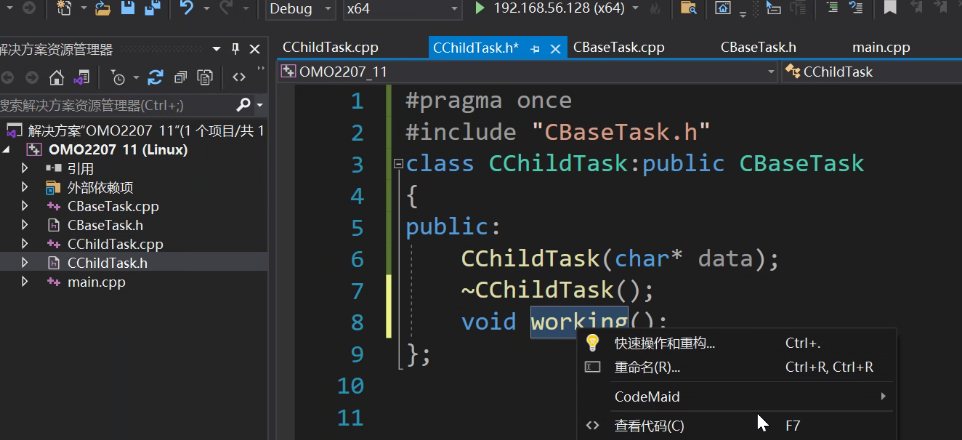 Debug
x64
192.168.56.128 (x64)
解决方案资源管理器
搜索解决方案资源管理器(Ctrl+;)
解决方案"OMO2207_11"(1 个项目/共 1
OMO2207_11 (Linux)
引用
外部依赖项
CBaseTask.cpp
CBaseTask.h
CChildTask.cpp
CChildTask.h
main.cpp
CChildTask.cpp
CChildTask.h*
CBaseTask.cpp
CBaseTask.h
main.cpp
OMO2207_11
CChildTask
1 #pragma once
2 #include "CBaseTask.h"
3 class CChildTask:public CBaseTask
4 {
5 public:
6 CChildTask(char* data);
7 ~CChildTask();
8 void working();
9 };
10
11
快速操作和重构... Ctrl+.
重命名(R)... Ctrl+R, Ctrl+R
CodeMaid
查看代码(C) F7